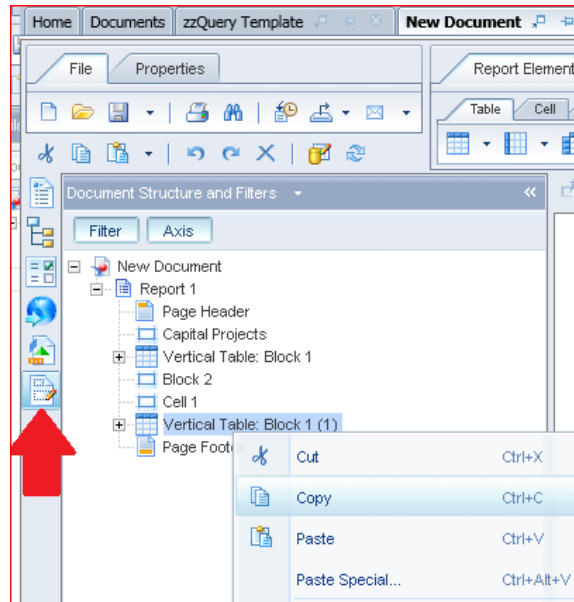 Home Documents zzQuery Template New Document
File Properties
Report Element
Table Cell
Document Structure and Filters
Filter Axis
New Document
Report 1
Page Header
Capital Projects
Vertical Table: Block 1
Block 2
Cell 1
Vertical Table: Block 1 (1)
Page Foote
Cut Ctrl+X
Copy Ctrl+C
Paste Ctrl+V
Paste Special... Ctrl+Alt+V